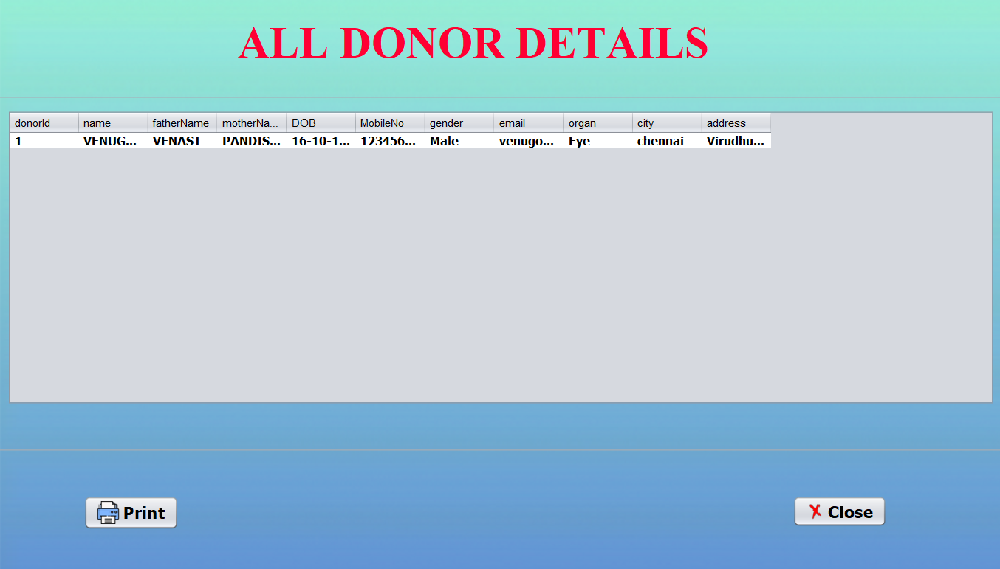 ALL DONOR DETAILS
donorId name fatherName motherNa... DOB MobileNo gender email organ city address
1 VENUG... VENAST PANDIS... 16-10-1... 123456... Male venugo... Eye chennai Virudhu...
Print Close